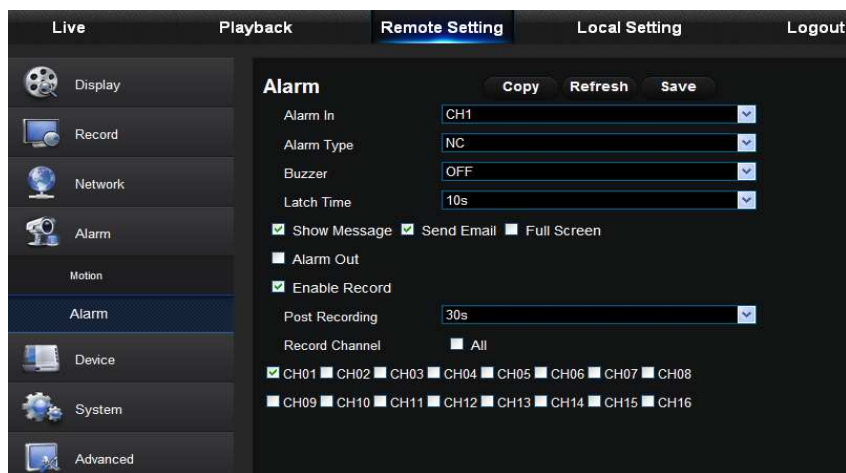 Live Playback Remote Setting Local Setting Logout
Display
Record
Network
Alarm
Motion
Alarm
Device
System
Advanced
Alarm Copy Refresh Save
Alarm In CH1
Alarm Type NC
Buzzer OFF
Latch Time 10s
Show Message Send Email Full Screen
Alarm Out
Enable Record
Post Recording 30s
Record Channel All
CH01 CH02 CH03 CH04 CH05 CH06 CH07 CH08
CH09 CH10 CH11 CH12 CH13 CH14 CH15 CH16